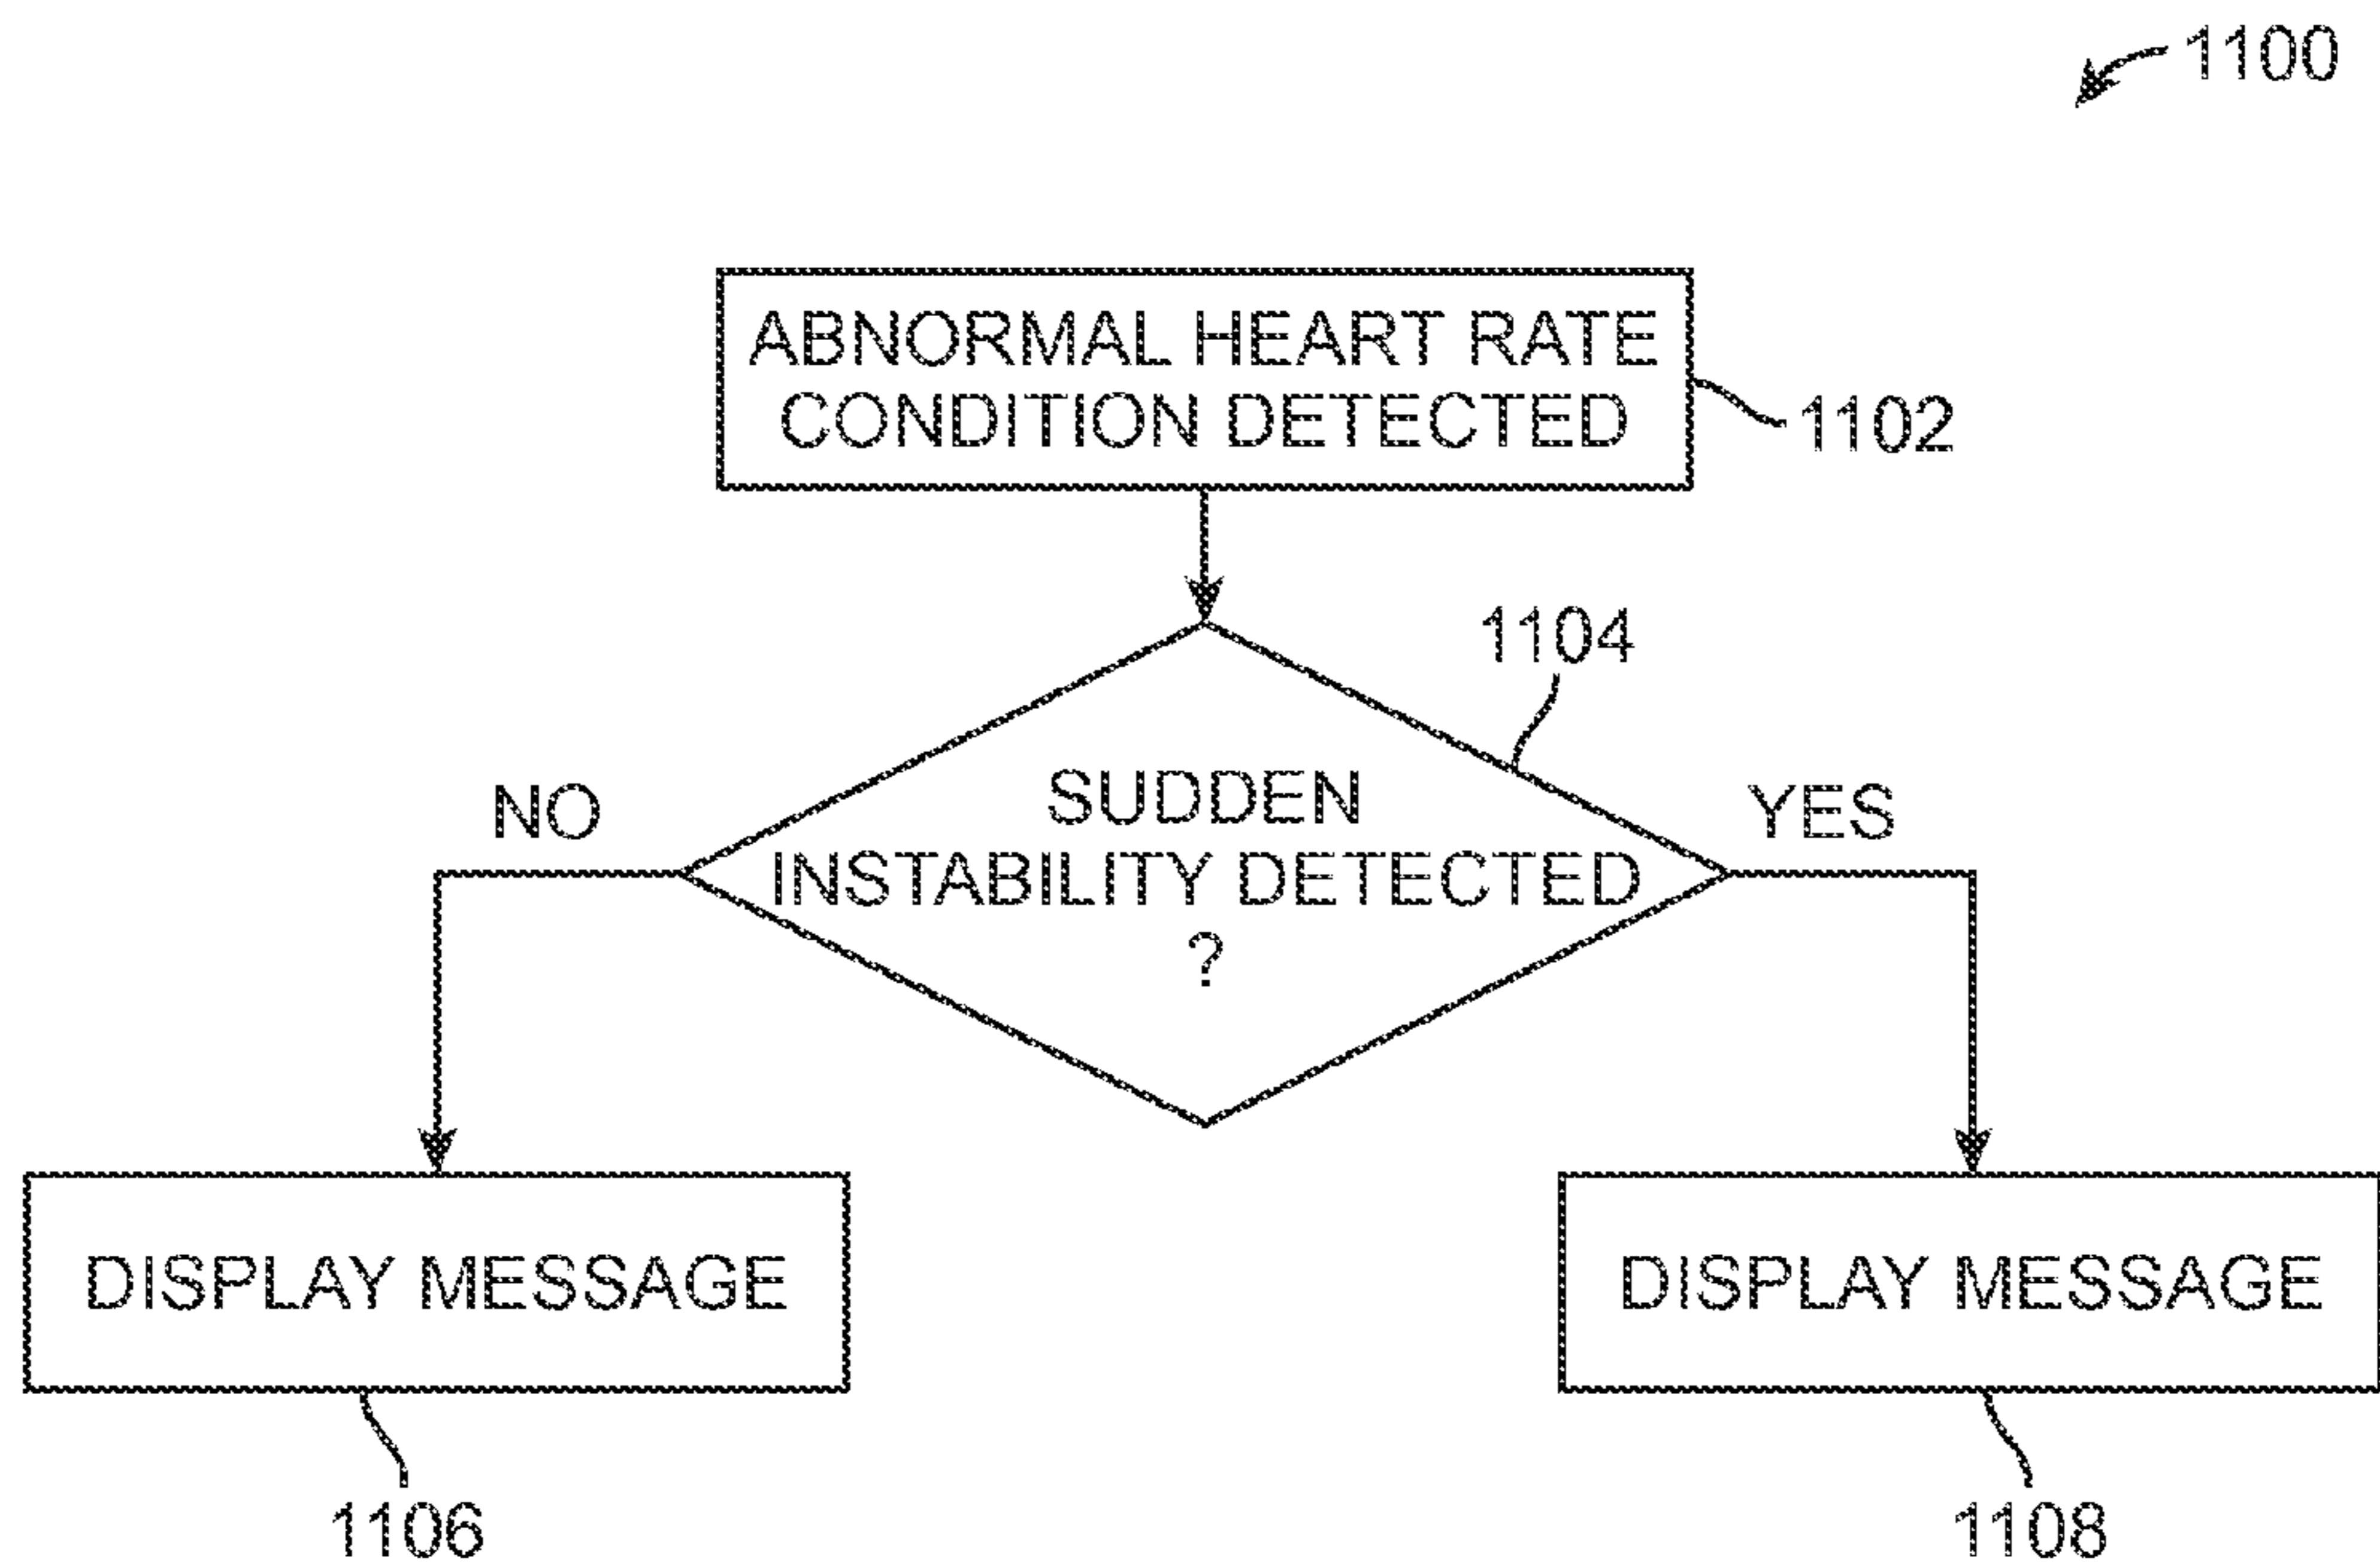 1100
ABNORMAL HEART RATE
CONDITION DETECTED
1102
1104
SUDDEN
INSTABILITY DETECTED
?
NO
YES
DISPLAY MESSAGE
DISPLAY MESSAGE
1106
1108